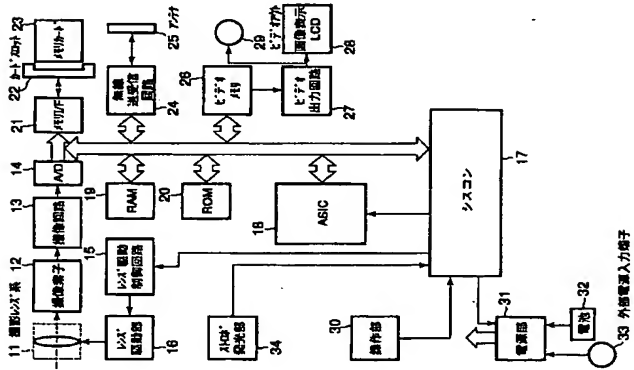 11 撮影レンズ系
12
撮像素子
13
撮像回路
14
A/D
21
メモリI/F
22 カードスロット
23
メモリカード
15
レンズ駆動
制御回路
16
レンズ
駆動部
19
RAM
20
ROM
24
無線
送受信
回路
25 アンテナ
26
ビデオ
メモリ
27
ビデオ
出力回路
28
画像表示
LCD
29 ビデオアウト
18
ASIC
34
ストロボ
発光部
30
操作部
17
シスコン
31
電源部
32
電池
33 外部電源入力端子